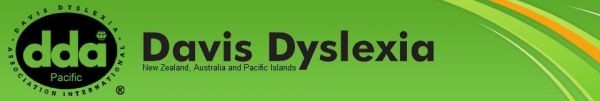 DAVIS DYSLEXIA
dda
Pacific
ASSOCIATION INTERNATIONAL
®
Davis Dyslexia
New Zealand, Australia and Pacific Islands